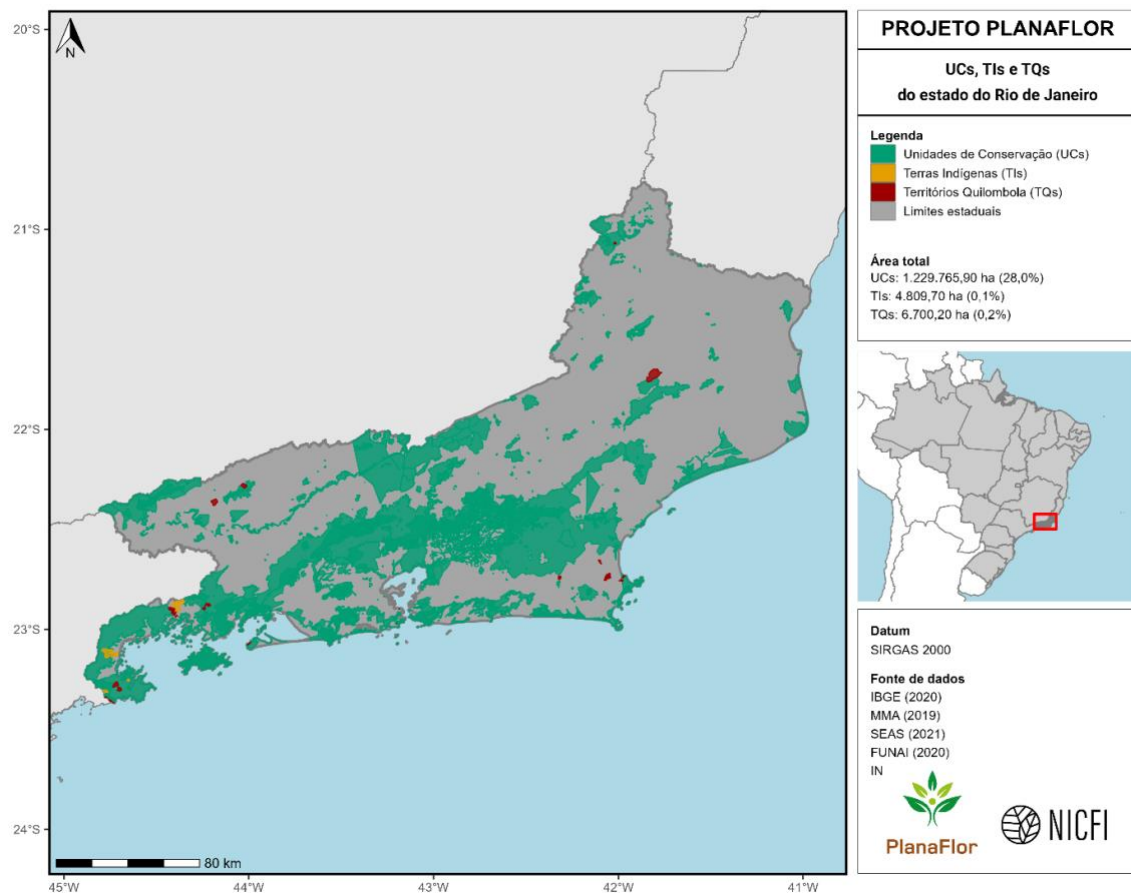 20°S
21°S
22°S
23°S
24°S
45°W
44°W
43°W
42°W
41°W
N
80 km
PROJETO PLANAFLOR
UCs, TIs e TQs
do estado do Rio de Janeiro
Legenda
Unidades de Conservação (UCs)
Terras Indígenas (TIs)
Territórios Quilombola (TQs)
Limites estaduais
Área total
UCs: 1.229.765,90 ha (28,0%)
TIs: 4.809,70 ha (0,1%)
TQs: 6.700,20 ha (0,2%)
Datum
SIRGAS 2000
Fonte de dados
IBGE (2020)
MMA (2019)
SEAS (2021)
FUNAI (2020)
IN
PlanaFlor
NICFI